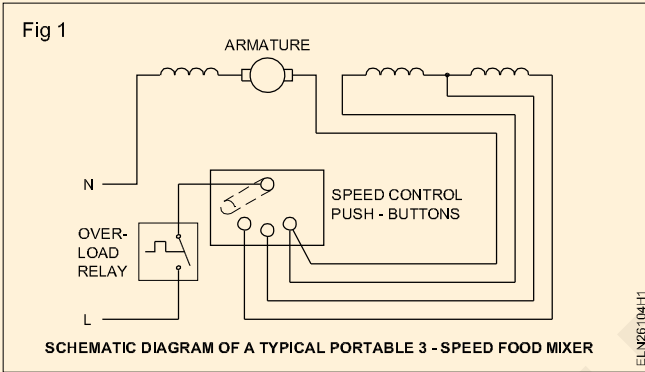 Fig 1
ARMATURE
N
SPEED CONTROL
PUSH - BUTTONS
OVER-
LOAD
RELAY
L
SCHEMATIC DIAGRAM OF A TYPICAL PORTABLE 3 - SPEED FOOD MIXER
ELN26104H1